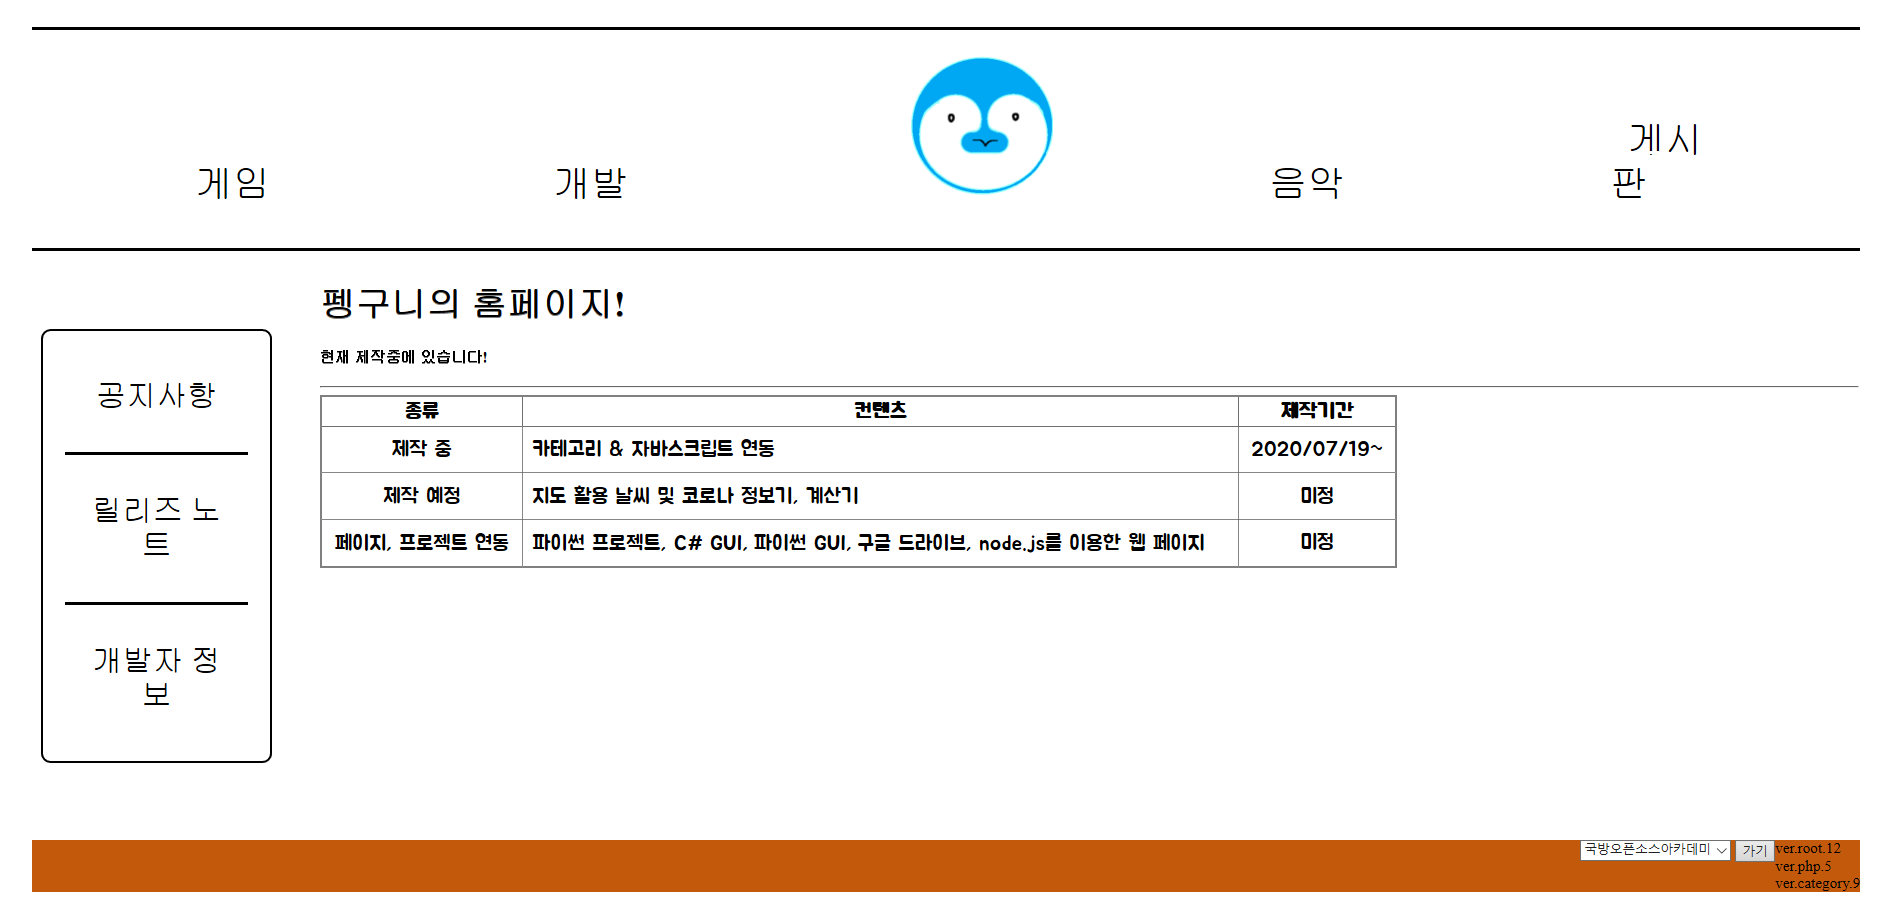 게임 개발 음악 게시
판
펭구니의 홈페이지!
현재 제작중에 있습니다!
공지사항
릴리즈 노
트
개발자 정
보
종류 컨텐츠 제작기간
제작 중 카테고리 & 자바스크립트 연동 2020/07/19~
제작 예정 지도 활용 날씨 및 코로나 정보기, 계산기 미정
페이지, 프로젝트 연동 파이썬 프로젝트, C# GUI, 파이썬 GUI, 구글 드라이브, node.js를 이용한 웹 페이지 미정
국방오픈소스아카데미 가기 ver.root.12
ver.php.5
ver.category.9